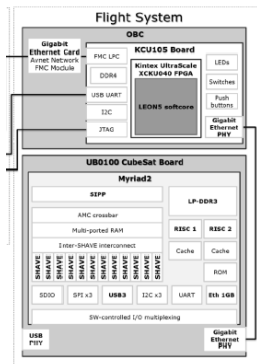 Flight System
OBC
Gigabit
Ethernet Card
Avnet Network
FMC Module
KCU105 Board
FMC LPC
DDR4
USB UART
I2C
JTAG
Kintex UltraScale
XCKU040 FPGA
LEON5 softcore
LEDs
Switches
Push
buttons
Gigabit
Ethernet
PHY
UB0100 CubeSat Board
Myriad2
SIPP
LP-DDR3
AMC crossbar
Multi-ported RAM
Inter-SHAVE interconnect
RISC 1
RISC 2
SHAVE
SHAVE
SHAVE
SHAVE
SHAVE
SHAVE
SHAVE
SHAVE
SHAVE
SHAVE
SHAVE
SHAVE
Cache
Cache
ROM
SDIO
SPI x3
USB3
I2C x3
UART
Eth 1GB
SW-controlled I/O multiplexing
USB
PHY
Gigabit
Ethernet
PHY